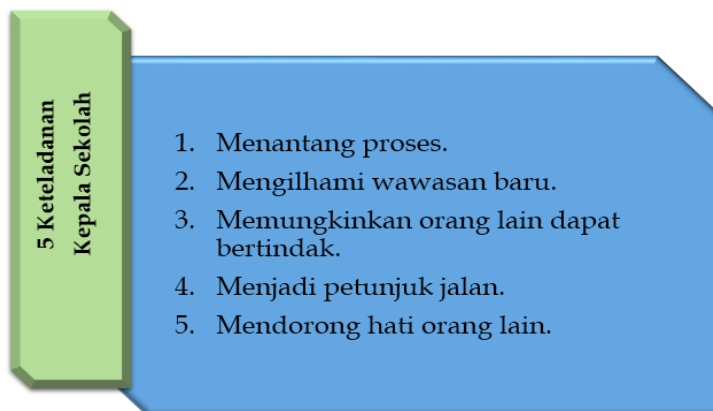 5 Keteladanan
Kepala Sekolah
1. Menantang proses.
2. Mengilhami wawasan baru.
3. Memungkinkan orang lain dapat
bertindak.
4. Menjadi petunjuk jalan.
5. Mendorong hati orang lain.